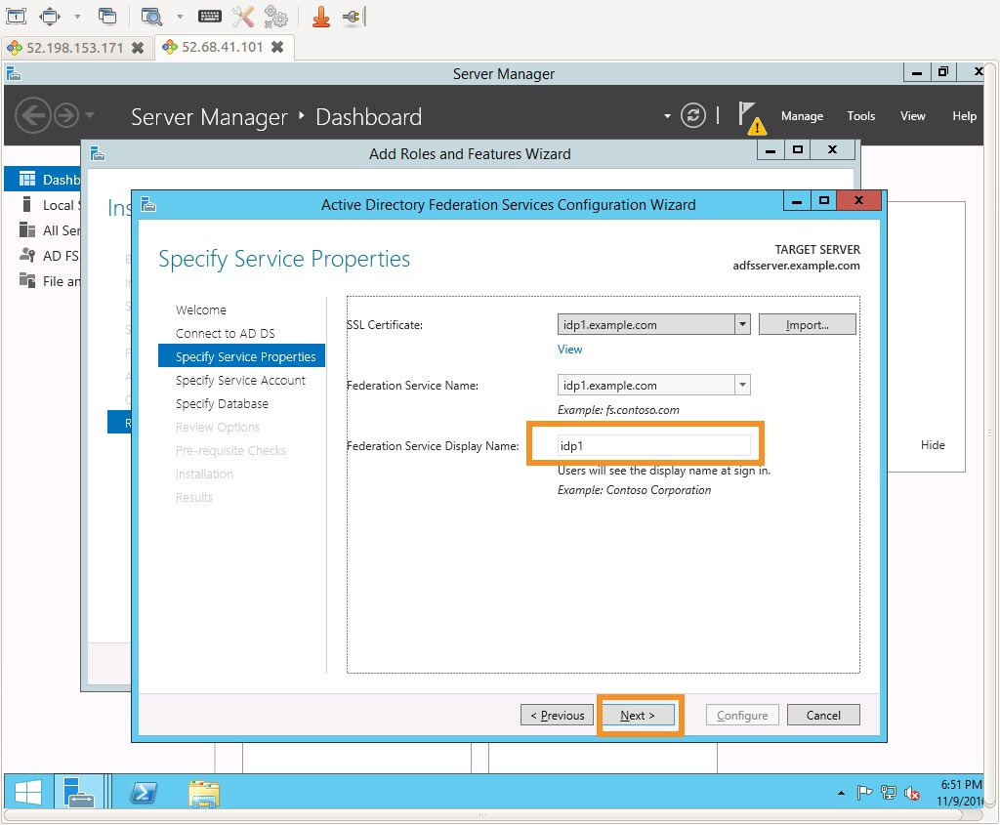 52.198.153.171
52.68.41.101
Server Manager
Server Manager Dashboard
Manage Tools View Help
Add Roles and Features Wizard
Dashb
Local
All Ser
AD FS
File an
Ins
Active Directory Federation Services Configuration Wizard
Specify Service Properties
TARGET SERVER
adfsserver.example.com
Welcome
Connect to AD DS
Specify Service Properties
Specify Service Account
Specify Database
Review Options
Pre-requisite Checks
Installation
Results
SSL Certificate: idp1.example.com Import...
View
Federation Service Name: idp1.example.com
Example: fs.contoso.com
Federation Service Display Name: idp1
Users will see the display name at sign in.
Example: Contoso Corporation
Hide
< Previous Next > Configure Cancel
6:51 PM
11/9/201